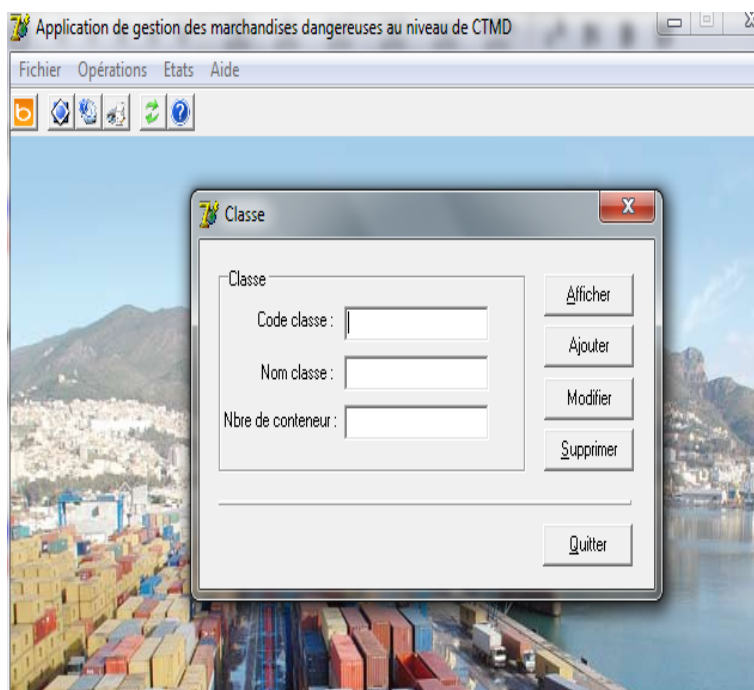 Application de gestion des marchandises dangereuses au niveau de CTMD
Fichier Opérations Etats Aide
Classe
Classe
Code classe :
Nom classe :
Nbre de conteneur :
Afficher
Ajouter
Modifier
Supprimer
Quitter